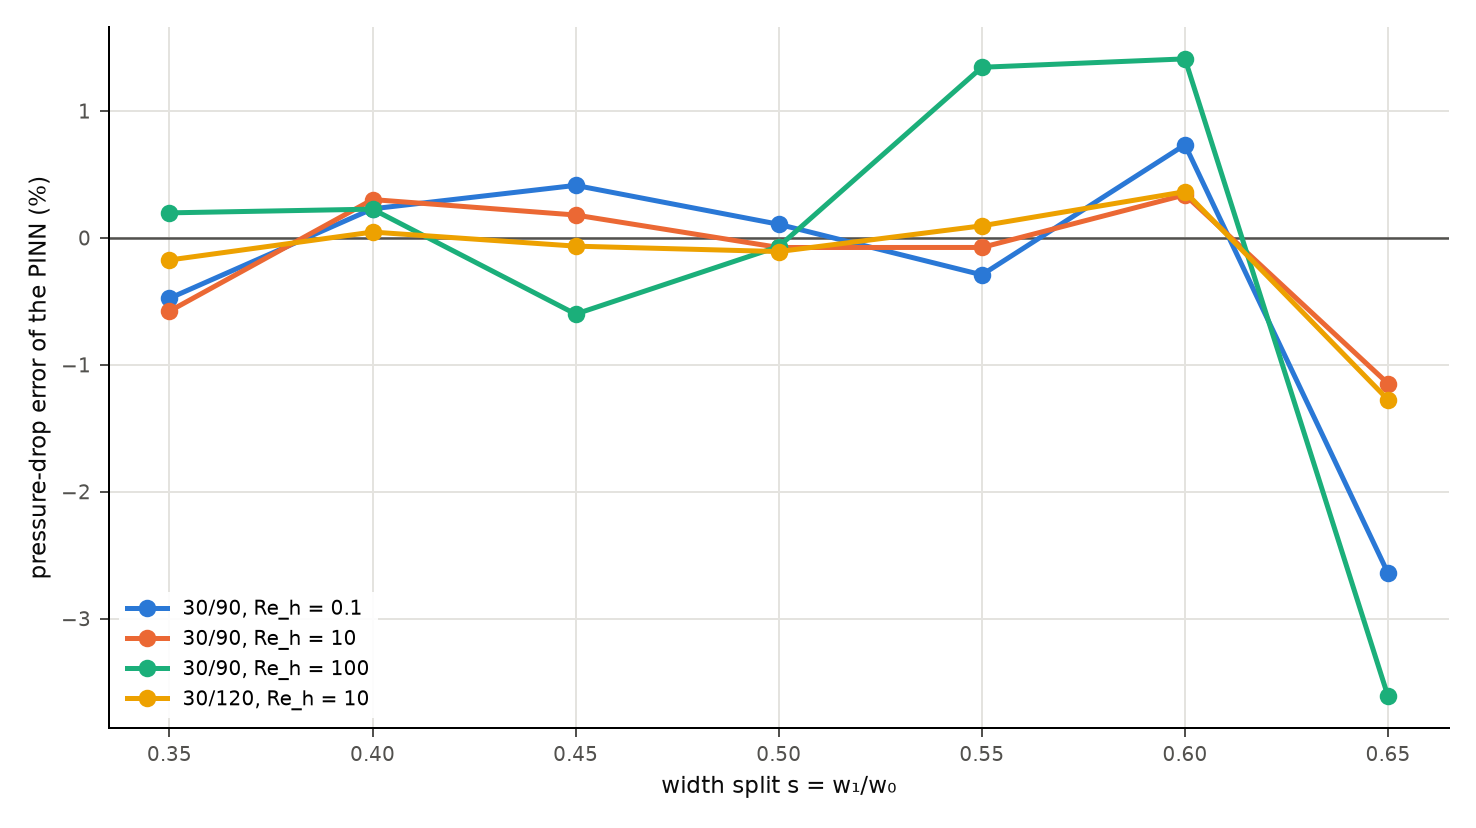 pressure-drop error of the PINN (%)
1
0
−1
−2
−3
30/90, Re_h = 0.1
30/90, Re_h = 10
30/90, Re_h = 100
30/120, Re_h = 10
0.35 0.40 0.45 0.50 0.55 0.60 0.65
width split s = w₁/w₀